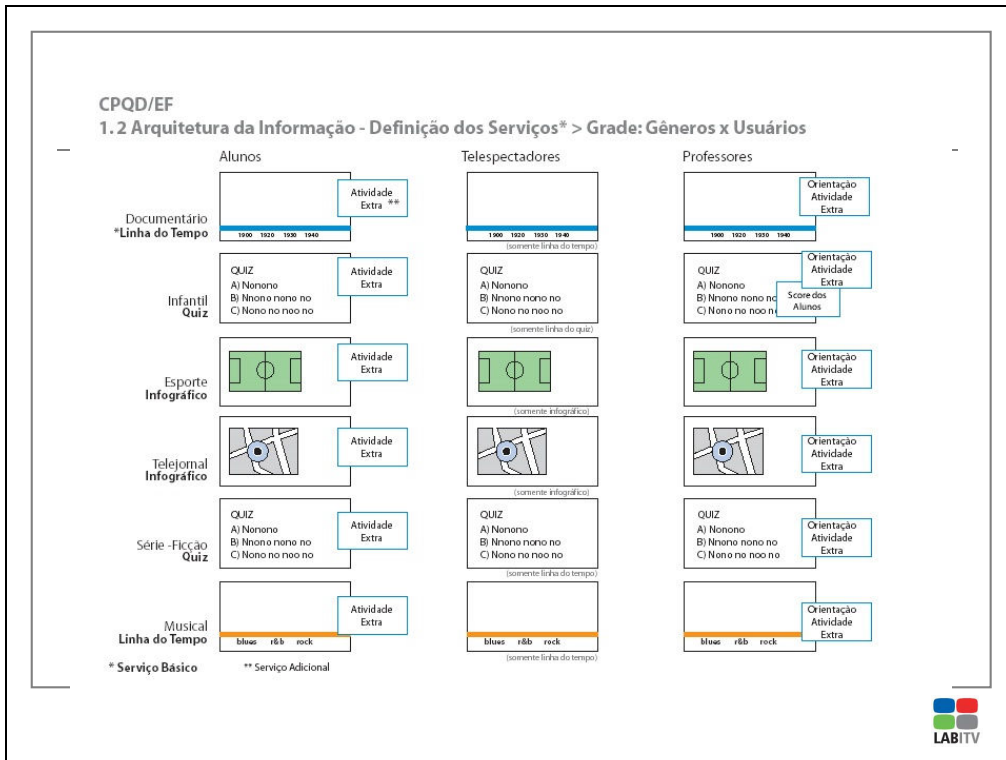 CPQD/EF
1.2 Arquitetura da Informação - Definição dos Serviços* > Grade: Gêneros x Usuários
Alunos
Telespectadores
Professores
Documentário
*Linha do Tempo
1900 1920 1930 1940
Atividade
Extra **
1900 1920 1930 1940
(somente linha do tempo)
1900 1920 1930 1940
Orientação
Atividade
Extra
Infantil
Quiz
QUIZ
A) Nonono
B) Nnono nono no
C) Nono no noo no
Atividade
Extra
QUIZ
A) Nonono
B) Nnono nono no
C) Nono no noo no
(somente linha do quiz)
QUIZ
A) Nonono
B) Nnono nono no
C) Nono no noo n
Orientação
Atividade
Extra
Score dos
Alunos
Esporte
Infográfico
Atividade
Extra
(somente infográfico)
Orientação
Atividade
Extra
Telejornal
Infográfico
Atividade
Extra
(somente infográfico)
Orientação
Atividade
Extra
Série -Ficção
Quiz
QUIZ
A) Nonono
B) Nnono nono no
C) Nono no noo no
Atividade
Extra
QUIZ
A) Nonono
B) Nnono nono no
C) Nono no noo no
(somente linha do tempo)
QUIZ
A) Nonono
B) Nnono nono no
C) Nono no noo no
Orientação
Atividade
Extra
Musical
Linha do Tempo
blues r&b rock
Atividade
Extra
blues r&b rock
(somente linha do tempo)
blues r&b rock
Orientação
Atividade
Extra
* Serviço Básico
** Serviço Adicional
LABITV